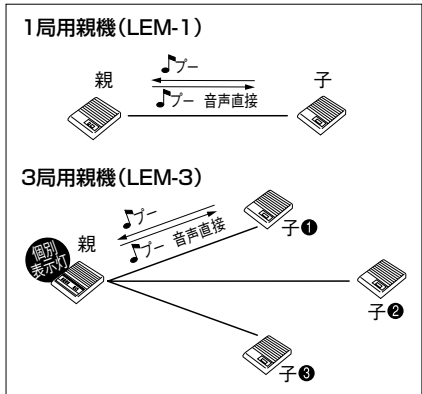 1局用親機(LEM-1)
親
♪プー
♪プー 音声直接
子
3局用親機(LEM-3)
個別
表示灯
親
♪プー
♪プー 音声直接
子❶
子❷
子❸